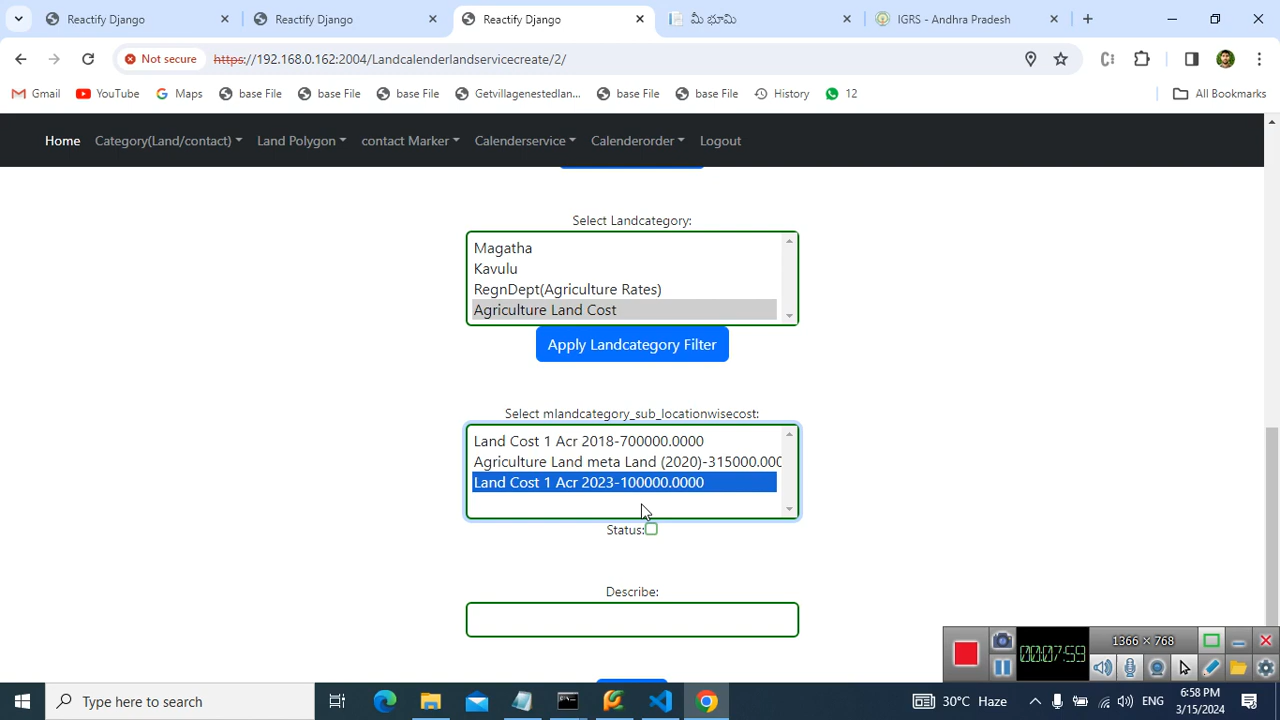 Reactify Django
Reactify Django
Reactify Django
మీ భూమి
IGRS - Andhra Pradesh
Not secure
https://192.168.0.162:2004/Landcalenderlandservicecreate/2/
Gmail
YouTube
Maps
base File
base File
base File
Getvillagenestedlan...
base File
base File
History
12
All Bookmarks
Home
Category(Land/contact)
Land Polygon
contact Marker
Calenderservice
Calenderorder
Logout
Select Landcategory:
Magatha
Kavulu
RegnDept(Agriculture Rates)
Agriculture Land Cost
Apply Landcategory Filter
Select mlandcategory_sub_locationwisecost:
Land Cost 1 Acr 2018-700000.0000
Agriculture Land meta Land (2020)-315000.000
Land Cost 1 Acr 2023-100000.0000
Status:
Describe:
00:07:59
1366 × 768
Type here to search
30°C Haze
ENG
6:58 PM
3/15/2024